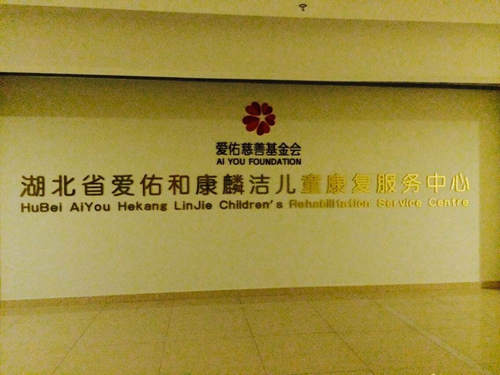 爱佑慈善基金会
AI YOU FOUNDATION
湖北省爱佑和康麟洁儿童康复服务中心
HuBei AiYou Hekang LinJie Children's Rehabilitation Service Centre